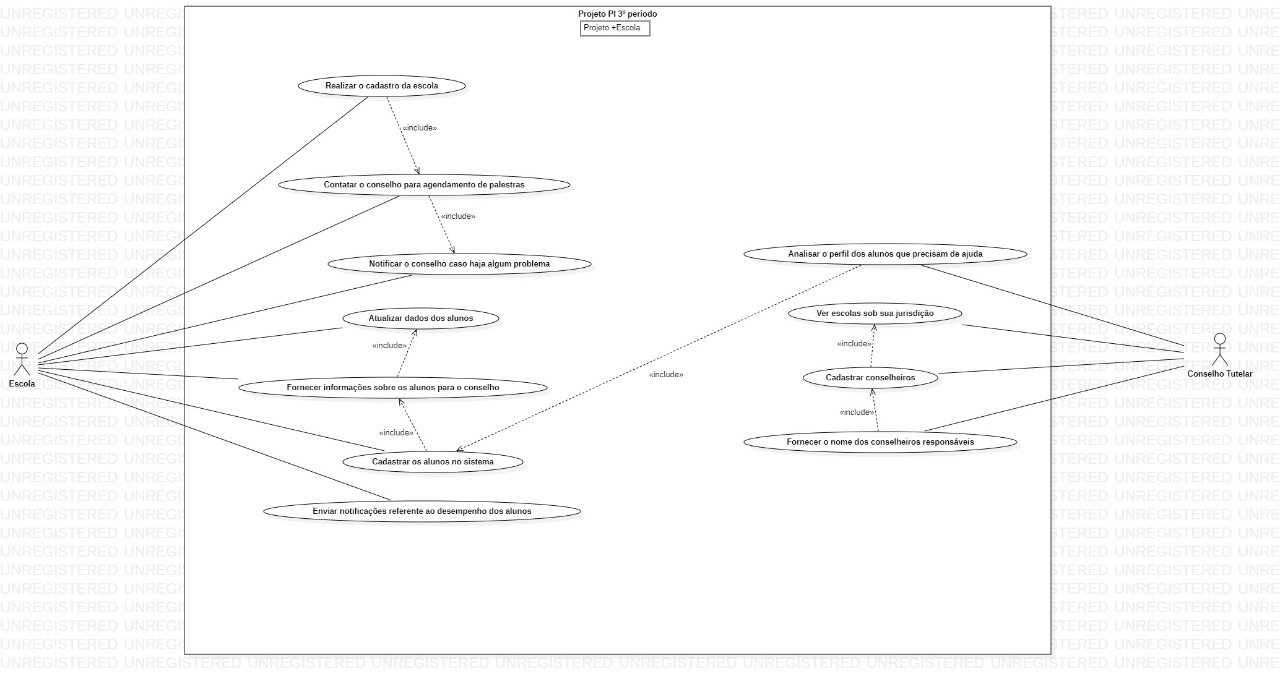 Projeto PI 3º período
Projeto +Escola
Realizar o cadastro da escola
«include»
Contatar o conselho para agendamento de palestras
«include»
Notificar o conselho caso haja algum problema
Analisar o perfil dos alunos que precisam de ajuda
Atualizar dados dos alunos
Ver escolas sob sua jurisdição
«include»
«include»
Escola
Conselho Tutelar
«include»
Fornecer informações sobre os alunos para o conselho
Cadastrar conselheiros
«include»
«include»
Cadastrar os alunos no sistema
Fornecer o nome dos conselheiros responsáveis
Enviar notificações referente ao desempenho dos alunos
UNREGISTERED UNREGISTERED UNREGISTERED UNREGISTERED UNREGISTERED UNREGISTERED UNREGISTERED UNREGISTERED UNREGISTERED UNREGISTERED UNRE